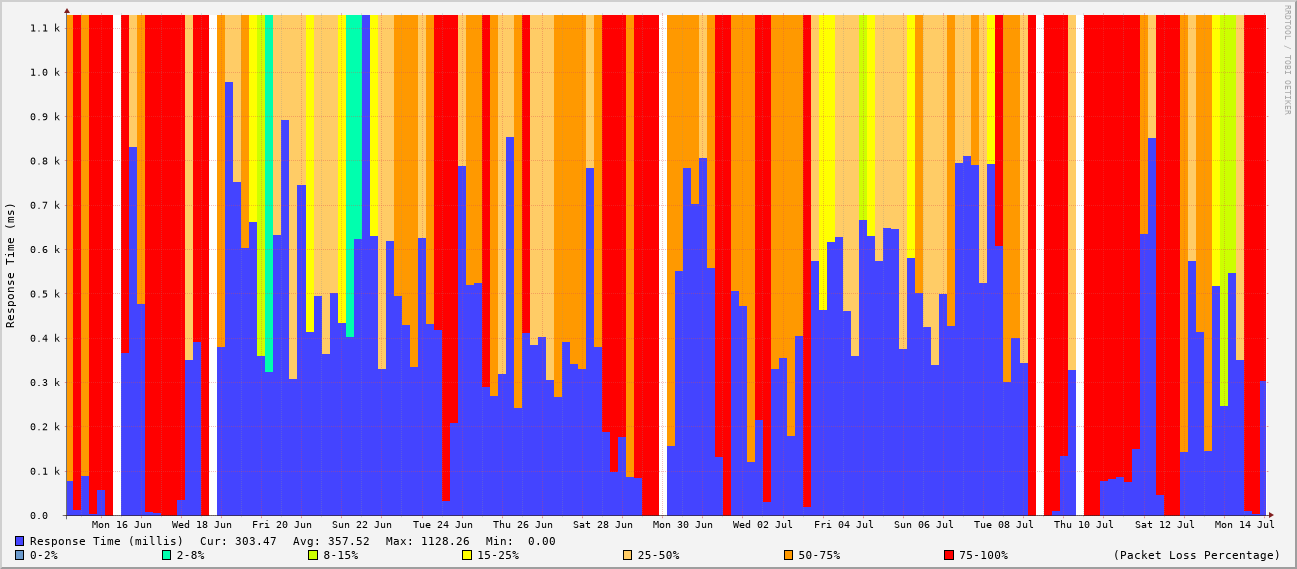 RRDTOOL / TOBI OETIKER
Response Time (ms)
1.1 k
1.0 k
0.9 k
0.8 k
0.7 k
0.6 k
0.5 k
0.4 k
0.3 k
0.2 k
0.1 k
0.0
Mon 16 Jun Wed 18 Jun Fri 20 Jun Sun 22 Jun Tue 24 Jun Thu 26 Jun Sat 28 Jun Mon 30 Jun Wed 02 Jul Fri 04 Jul Sun 06 Jul Tue 08 Jul Thu 10 Jul Sat 12 Jul Mon 14 Jul
Response Time (millis) Cur: 303.47 Avg: 357.52 Max: 1128.26 Min: 0.00
0-2% 2-8% 8-15% 15-25% 25-50% 50-75% 75-100% (Packet Loss Percentage)